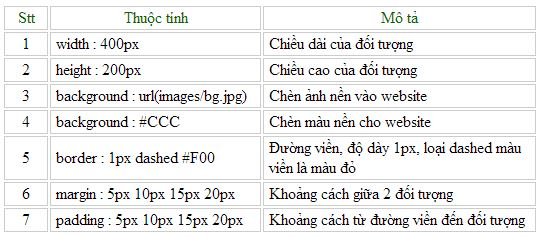 Stt Thuộc tính Mô tả
1 width : 400px Chiều dài của đối tượng
2 height : 200px Chiều cao của đối tượng
3 background : url(images/bg.jpg) Chèn ảnh nền vào website
4 background : #CCC Chèn màu nền cho website
5 border : 1px dashed #F00 Đường viền, độ dày 1px, loại dashed màu
viền là màu đỏ
6 margin : 5px 10px 15px 20px Khoảng cách giữa 2 đối tượng
7 padding : 5px 10px 15px 20px Khoảng cách từ đường viền đến đối tượng